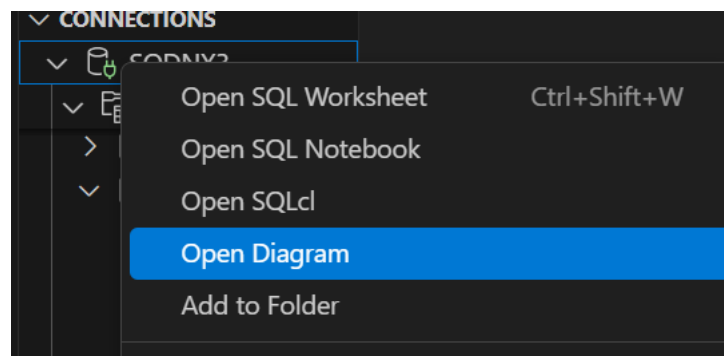 CONNECTIONS
Open SQL Worksheet Ctrl+Shift+W
Open SQL Notebook
Open SQLcl
Open Diagram
Add to Folder